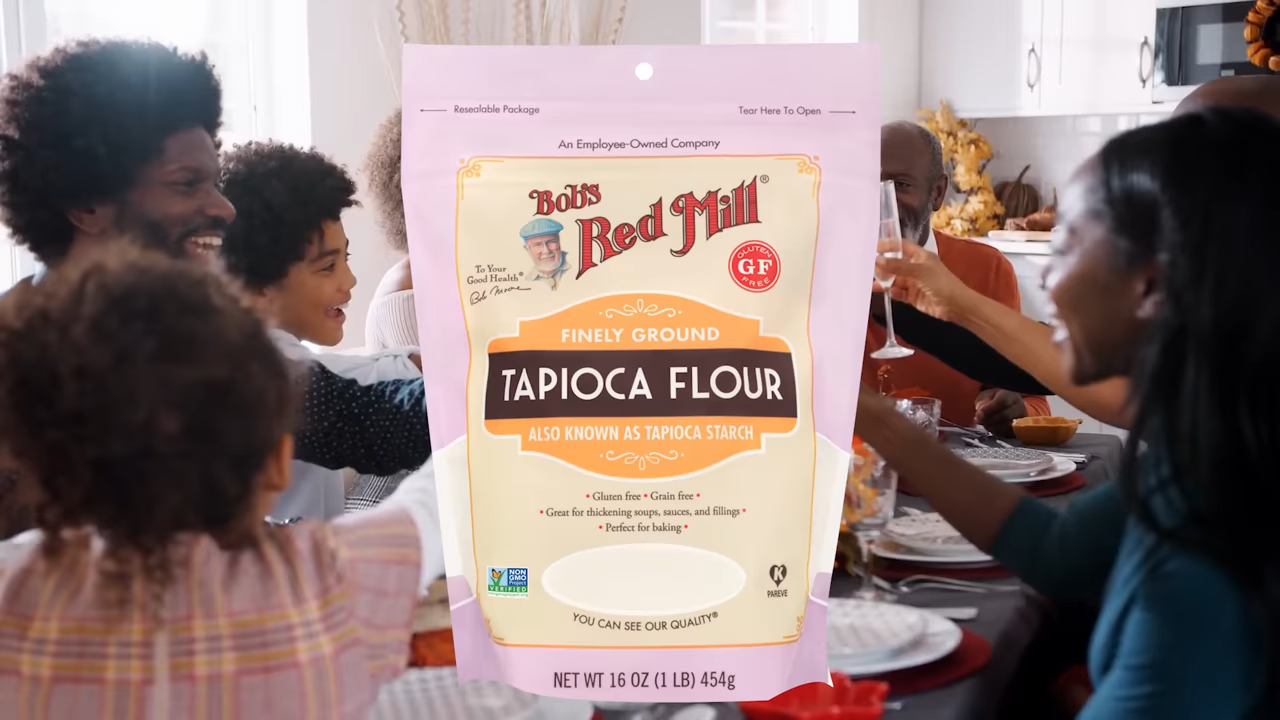 Resealable Package
Tear Here To Open
An Employee-Owned Company
Bob's
Red Mill®
To Your
Good Health®
Bob Moore
GLUTEN
GF
FREE
FINELY GROUND
TAPIOCA FLOUR
ALSO KNOWN AS TAPIOCA STARCH
• Gluten free • Grain free •
• Great for thickening soups, sauces, and fillings •
• Perfect for baking •
NON
GMO
Project
VERIFIED
K
PAREVE
YOU CAN SEE OUR QUALITY®
NET WT 16 OZ (1 LB) 454g